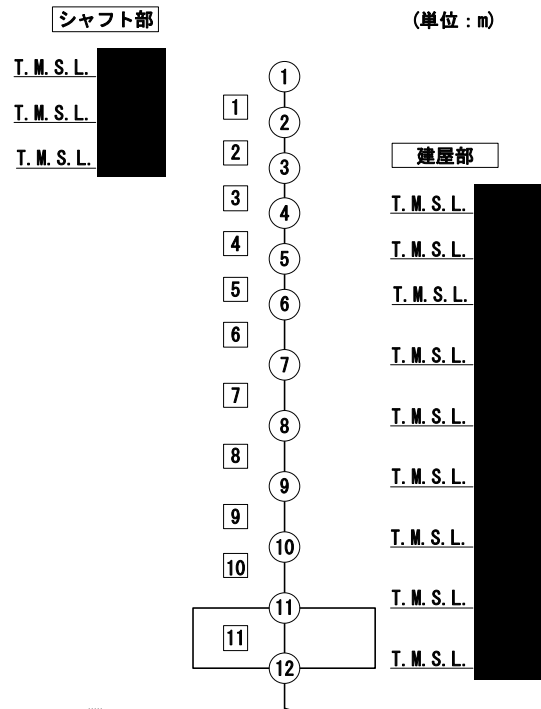 シャフト部
(単位：m)
T. M. S. L.
T. M. S. L.
T. M. S. L.
1
2
3
4
5
6
7
8
9
10
11
1
2
3
4
5
6
7
8
9
10
11
12
建屋部
T. M. S. L.
T. M. S. L.
T. M. S. L.
T. M. S. L.
T. M. S. L.
T. M. S. L.
T. M. S. L.
T. M. S. L.
T. M. S. L.